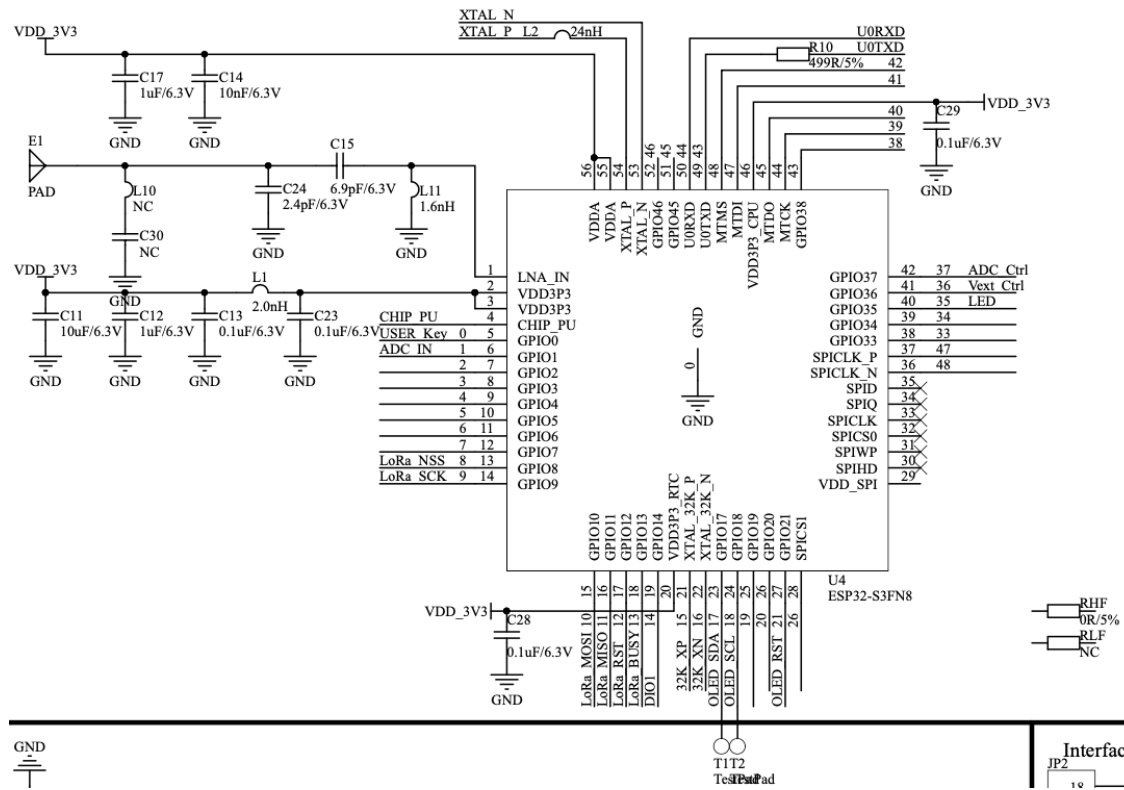 XTAL_N
XTAL_P L2 24nH
VDD_3V3
U0RXD
R10 U0TXD
499R/5% 42
41
C17
1uF/6.3V
C14
10nF/6.3V
VDD_3V3
40
C29
0.1uF/6.3V
39
38
GND
GND
GND
E1
PAD
C15
6.9pF/6.3V
L10
NC
C24
2.4pF/6.3V
L11
1.6nH
C30
NC
GND
GND
GND
46 45 44 43
56 55 54 53 52 51 50 49 48 47 46 45 44 43
VDDA
VDDA
XTAL_P
XTAL_N
GPIO46
GPIO45
U0RXD
U0TXD
MTMS
MTDI
VDD3P3_CPU
MTDO
MTCK
GPIO38
VDD_3V3
L1
2.0nH
C11
10uF/6.3V
C12
1uF/6.3V
C13
0.1uF/6.3V
C23
0.1uF/6.3V
GND
GND
GND
GND
1 LNA_IN
2 VDD3P3
3 VDD3P3
CHIP_PU 4 CHIP_PU
USER_Key 0 5 GPIO0
ADC_IN 1 6 GPIO1
2 7 GPIO2
3 8 GPIO3
4 9 GPIO4
5 10 GPIO5
6 11 GPIO6
7 12 GPIO7
LoRa_NSS 8 13 GPIO8
LoRa_SCK 9 14 GPIO9
GND
0
GND
GPIO37 42 37 ADC_Ctrl
GPIO36 41 36 Vext_Ctrl
GPIO35 40 35 LED
GPIO34 39 34
GPIO33 38 33
SPICLK_P 37 47
SPICLK_N 36 48
SPID 35
SPIQ 34
SPICLK 33
SPICS0 32
SPIWP 31
SPIHD 30
VDD_SPI 29
GPIO10
GPIO11
GPIO12
GPIO13
GPIO14
VDD3P3_RTC
XTAL_32K_P
XTAL_32K_N
GPIO17
GPIO18
GPIO19
GPIO20
GPIO21
SPICS1
U4
ESP32-S3FN8
15 16 17 18 19 20 21 22 23 24 25 26 27 28
VDD_3V3
C28
0.1uF/6.3V
GND
LoRa_MOSI 10
LoRa_MISO 11
LoRa_RST 12
LoRa_BUSY 13
DIO1 14
32K_XP 15
32K_XN 16
OLED_SDA 17
OLED_SCL 18
19
20
OLED_RST 21
26
RHF
0R/5%
RLF
NC
GND
T1 T2
TestPad
TestPad
Interfac
JP2
18